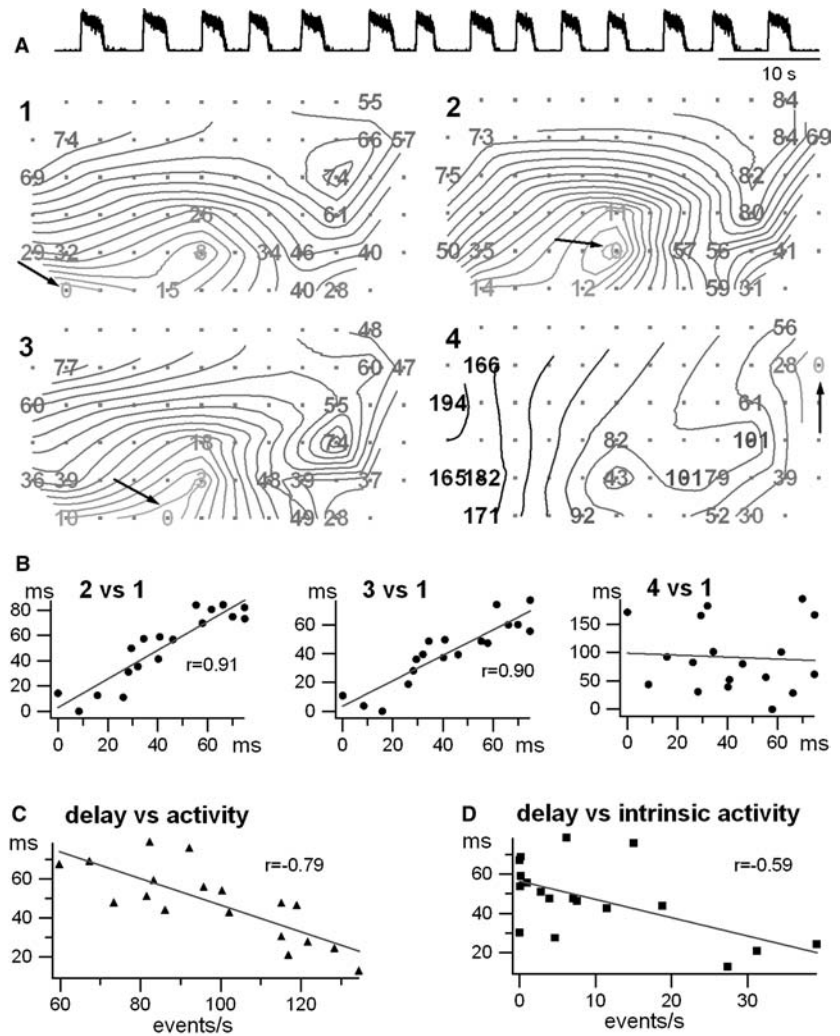 A
10 s
1
55
74 66 57
69 74
26 61
29 32 8 34 46 40
0 15 40 28
2
84
73 84 69
75 82
11 80
50 35 0 57 56 41
14 12 59 31
3
48
77 60 47
60 55
18 74
36 39 3 48 39 37
10 0 49 28
4
56
166 28 0
194 61
82 101
165 182 43 101 79 39
171 92 52 30
B
ms
2 vs 1
80
60
40
20
0
r=0.91
0 20 40 60 ms
ms
3 vs 1
80
60
40
20
0
r=0.90
0 20 40 60 ms
ms
4 vs 1
150
100
50
0
0 20 40 60 ms
C
delay vs activity
ms
60
40
20
r=-0.79
60 80 100 120
events/s
D
delay vs intrinsic activity
ms
60
40
20
r=-0.59
0 10 20 30
events/s